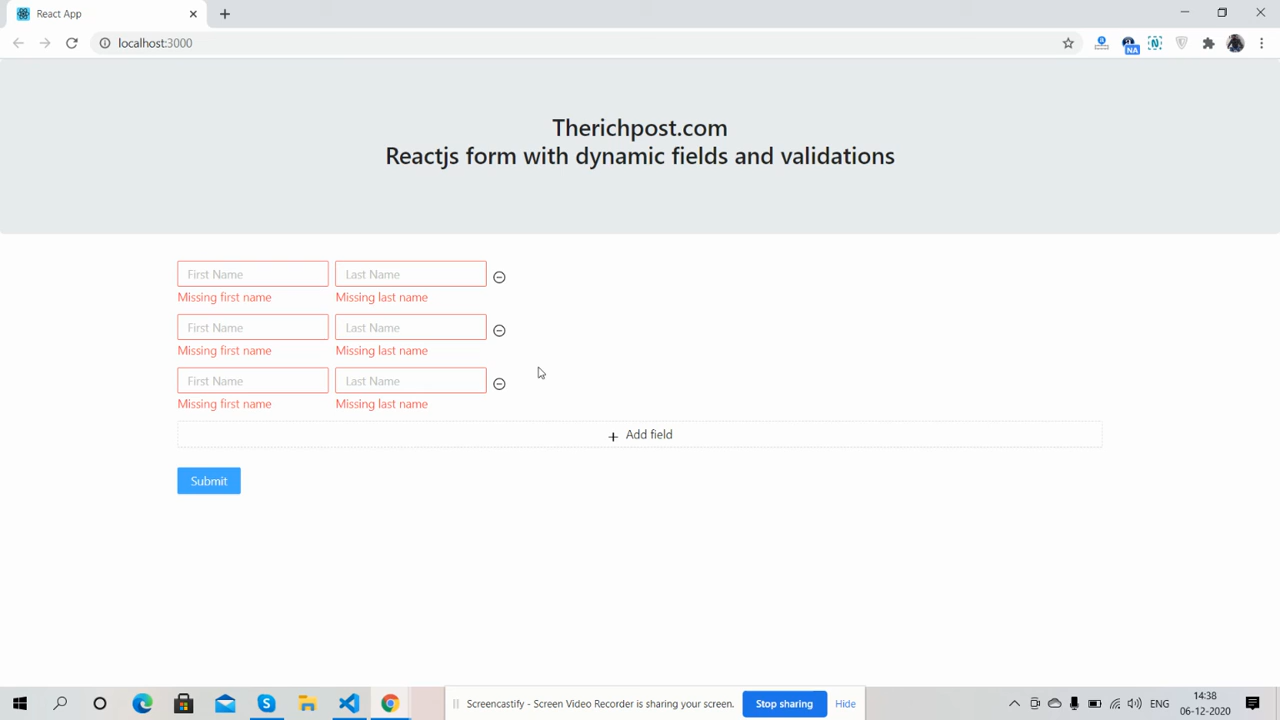 React App
localhost:3000
NA
Therichpost.com
Reactjs form with dynamic fields and validations
First Name Last Name
Missing first name Missing last name
First Name Last Name
Missing first name Missing last name
First Name Last Name
Missing first name Missing last name
Add field
Submit
Screencastify - Screen Video Recorder is sharing your screen. Stop sharing Hide
ENG
14:38
06-12-2020